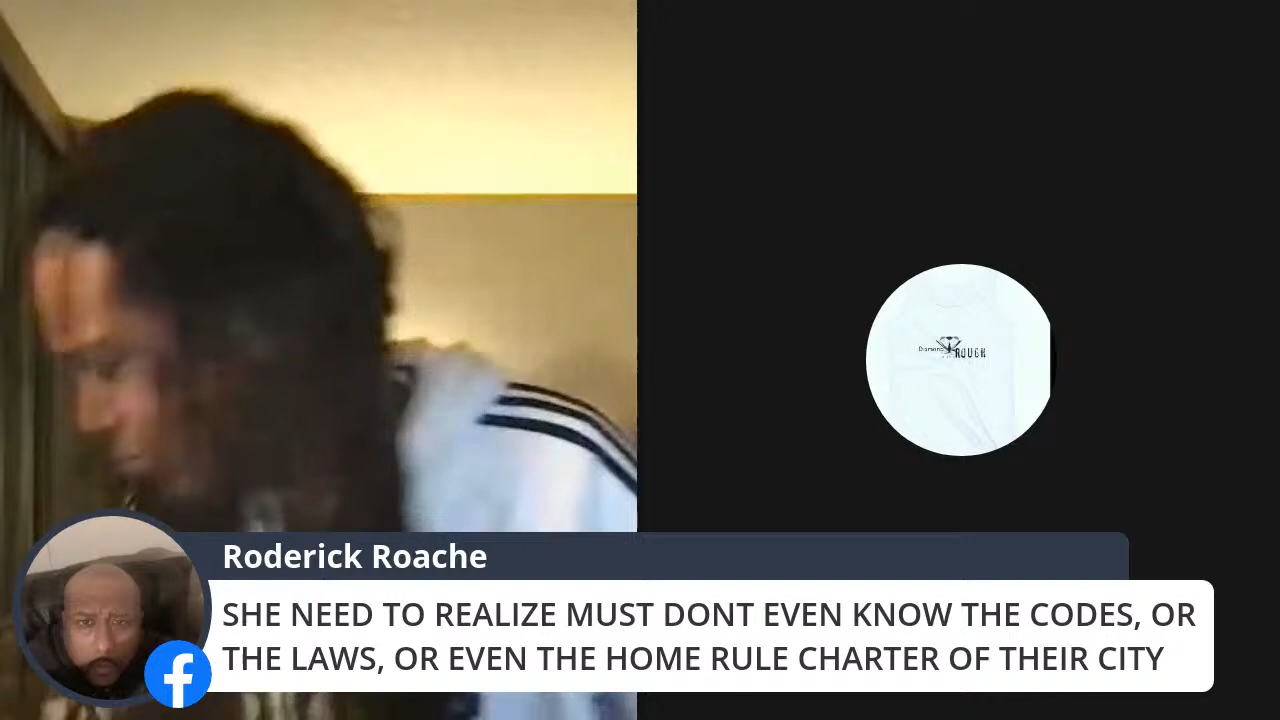 Diamond
ROUGH
Roderick Roache
SHE NEED TO REALIZE MUST DONT EVEN KNOW THE CODES, OR
THE LAWS, OR EVEN THE HOME RULE CHARTER OF THEIR CITY